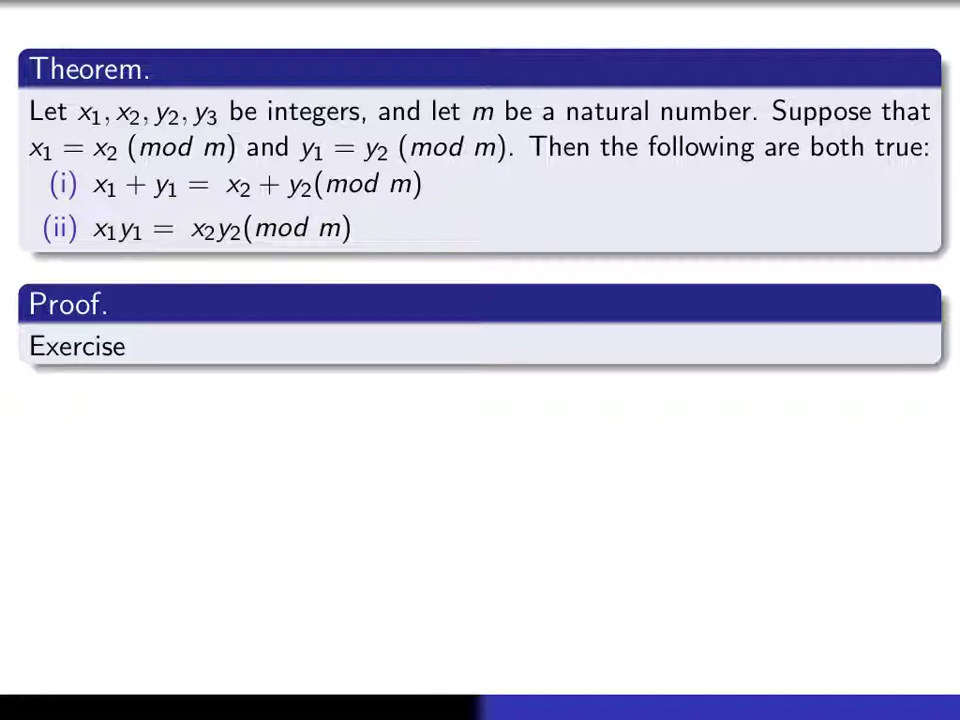 Theorem.
Let x₁, x₂, y₂, y₃ be integers, and let m be a natural number. Suppose that
x₁ = x₂ (mod m) and y₁ = y₂ (mod m). Then the following are both true:
(i) x₁ + y₁ = x₂ + y₂(mod m)
(ii) x₁y₁ = x₂y₂(mod m)
Proof.
Exercise